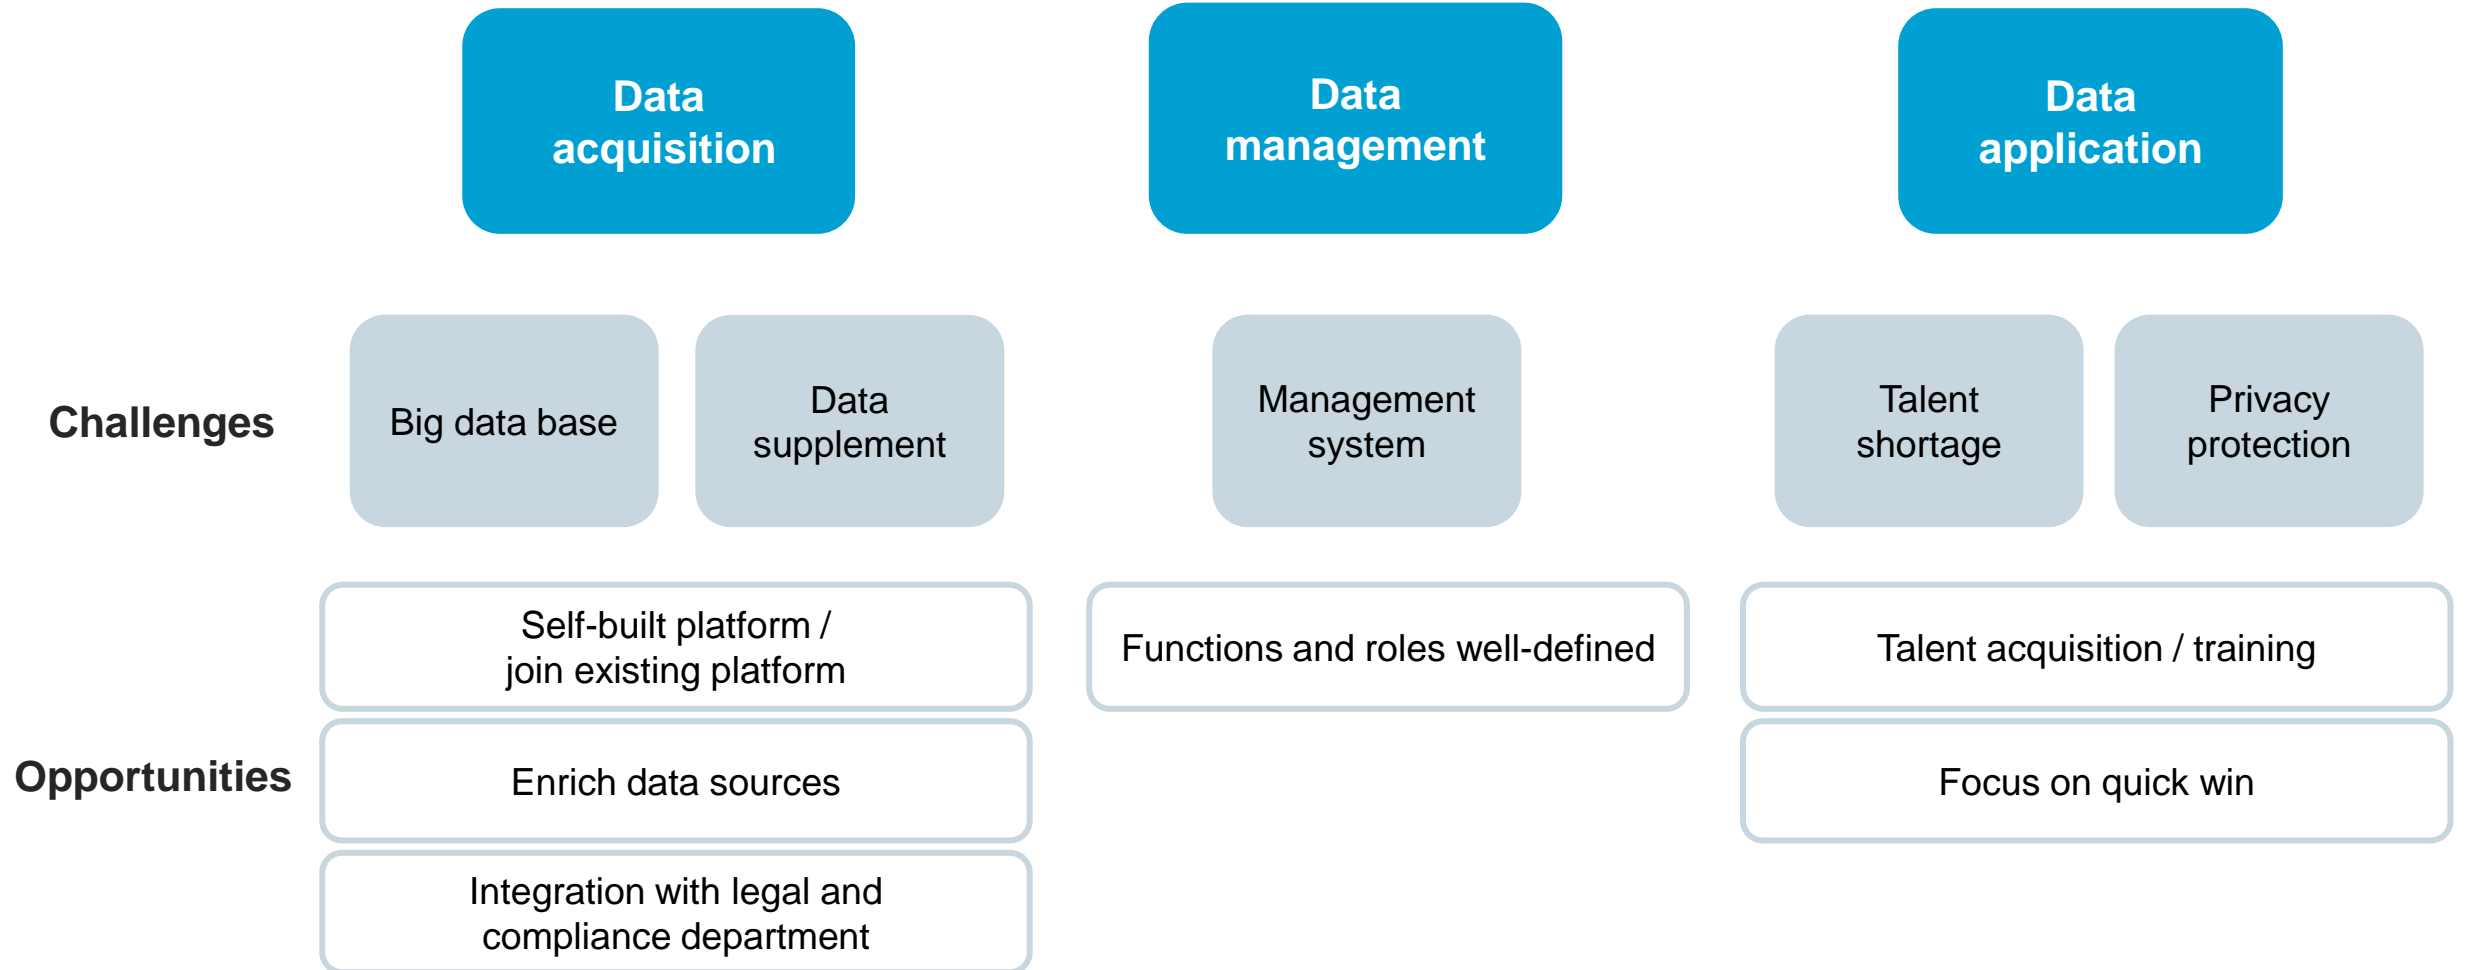 Data
acquisition
Data
management
Data
application
Challenges
Big data base
Data
supplement
Management
system
Talent
shortage
Privacy
protection
Opportunities
Self-built platform /
join existing platform
Functions and roles well-defined
Talent acquisition / training
Enrich data sources
Focus on quick win
Integration with legal and
compliance department